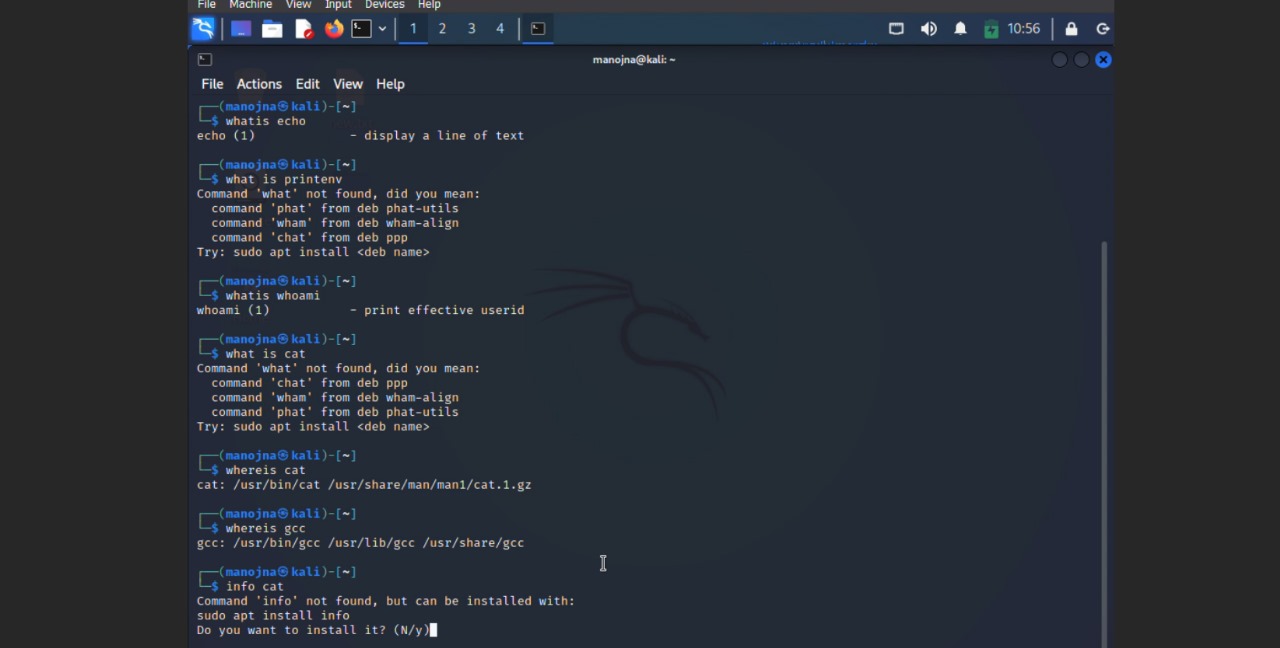 File Machine View Input Devices Help
1 2 3 4 10:56
manojna@kali: ~
File Actions Edit View Help
┌──(manojna㉿kali)-[~]
└─$ whatis echo
echo (1)             - display a line of text
┌──(manojna㉿kali)-[~]
└─$ what is printenv
Command 'what' not found, did you mean:
  command 'phat' from deb phat-utils
  command 'wham' from deb wham-align
  command 'chat' from deb ppp
Try: sudo apt install <deb name>
┌──(manojna㉿kali)-[~]
└─$ whatis whoami
whoami (1)           - print effective userid
┌──(manojna㉿kali)-[~]
└─$ what is cat
Command 'what' not found, did you mean:
  command 'chat' from deb ppp
  command 'wham' from deb wham-align
  command 'phat' from deb phat-utils
Try: sudo apt install <deb name>
┌──(manojna㉿kali)-[~]
└─$ whereis cat
cat: /usr/bin/cat /usr/share/man/man1/cat.1.gz
┌──(manojna㉿kali)-[~]
└─$ whereis gcc
gcc: /usr/bin/gcc /usr/lib/gcc /usr/share/gcc
┌──(manojna㉿kali)-[~]
└─$ info cat
Command 'info' not found, but can be installed with:
sudo apt install info
Do you want to install it? (N/y)